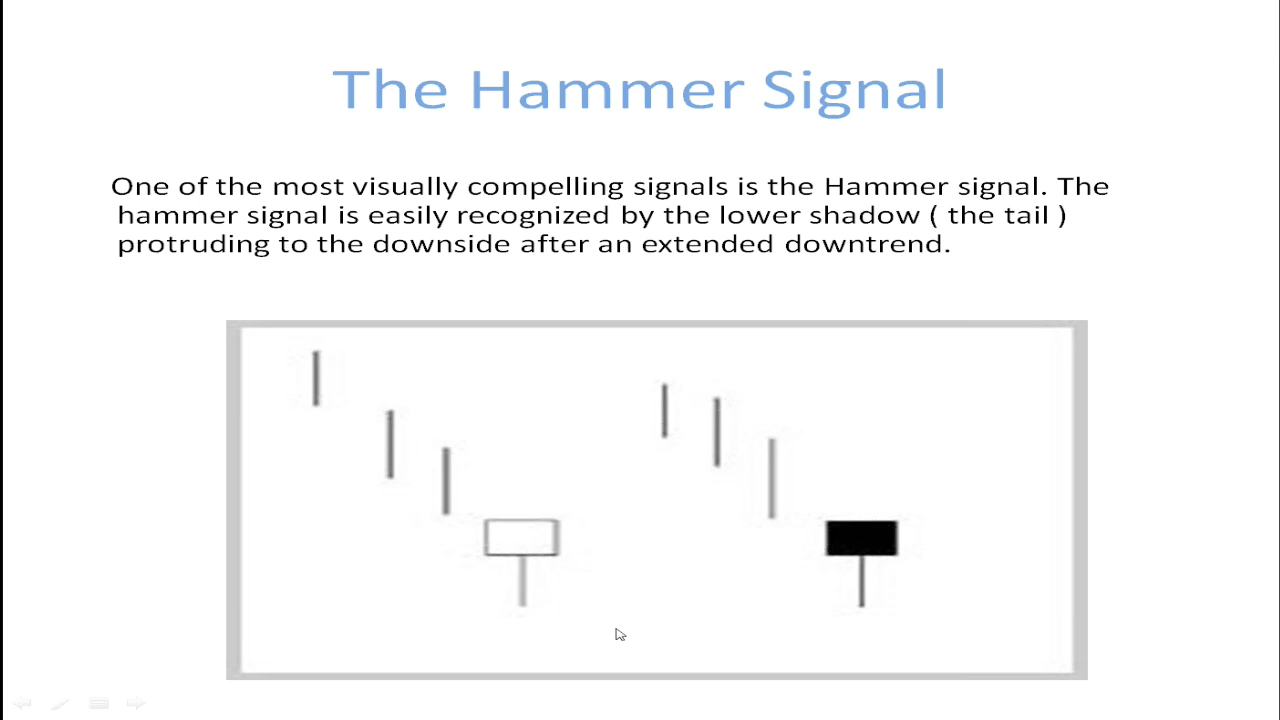 The Hammer Signal
One of the most visually compelling signals is the Hammer signal. The
hammer signal is easily recognized by the lower shadow ( the tail )
protruding to the downside after an extended downtrend.